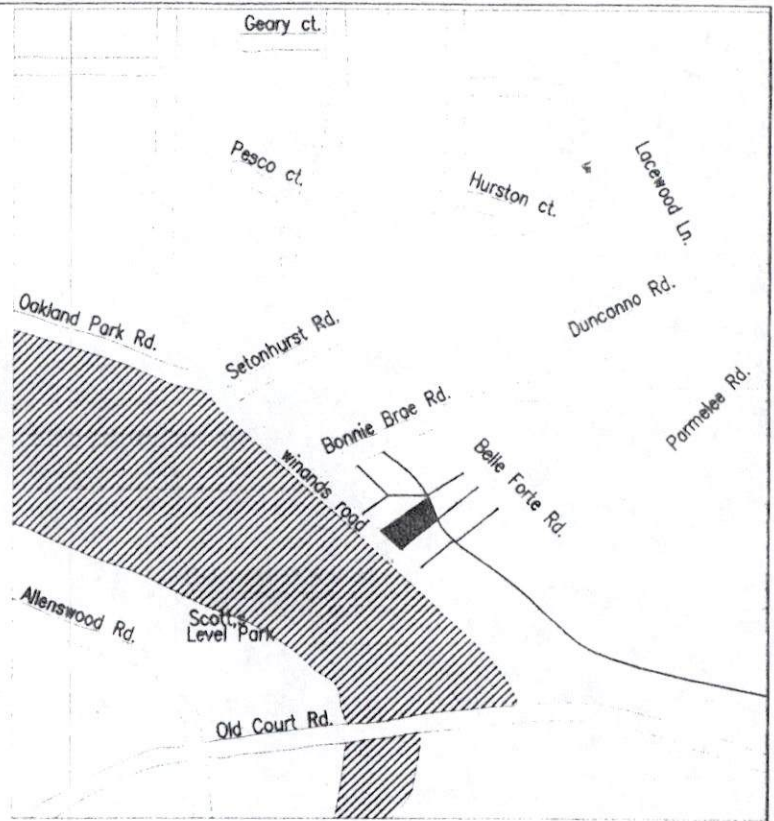 Geary ct.
Pesco ct.
Hurston ct.
Lacewood Ln.
Oakland Park Rd.
Setonhurst Rd.
Duncanno Rd.
Bonnie Brae Rd.
Parmelee Rd.
winands road
Belle Forte Rd.
Allenswood Rd.
Scott,s
Level Park
Old Court Rd.